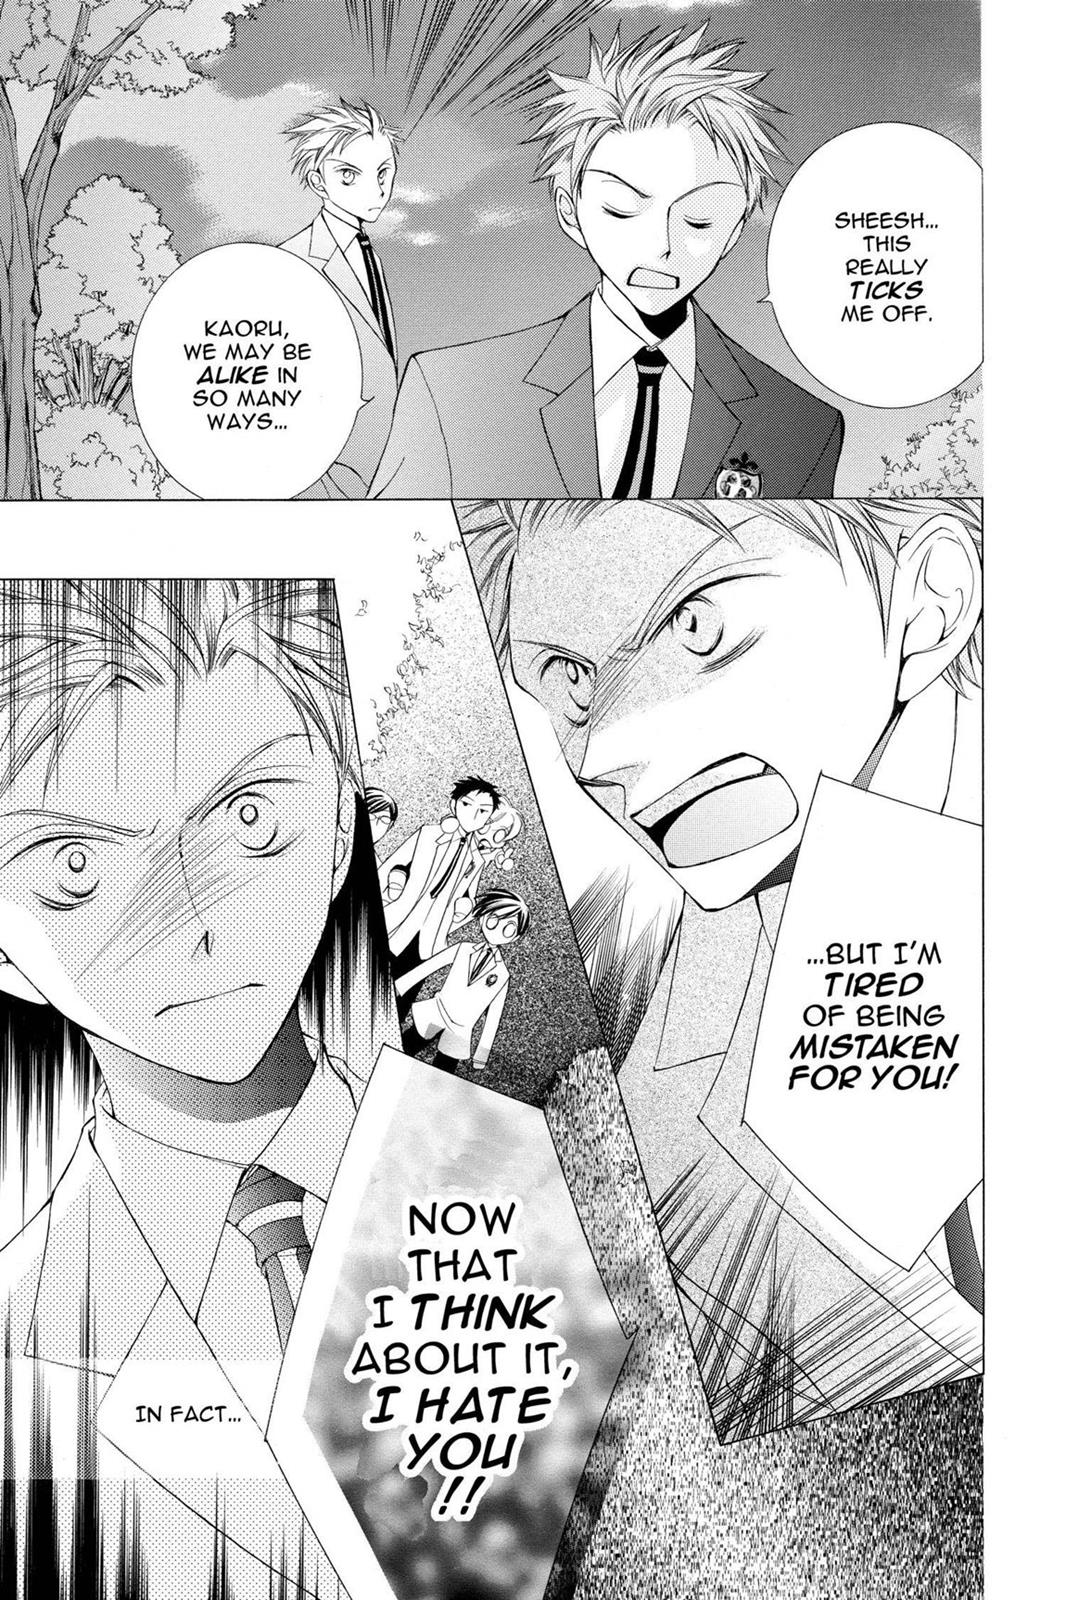 SHEESH...
THIS
REALLY
TICKS
ME OFF.
KAORU,
WE MAY BE
ALIKE IN
SO MANY
WAYS...
...BUT I'M
TIRED
OF BEING
MISTAKEN
FOR YOU!
NOW
THAT
I THINK
ABOUT IT,
I HATE
YOU
!!
IN FACT...